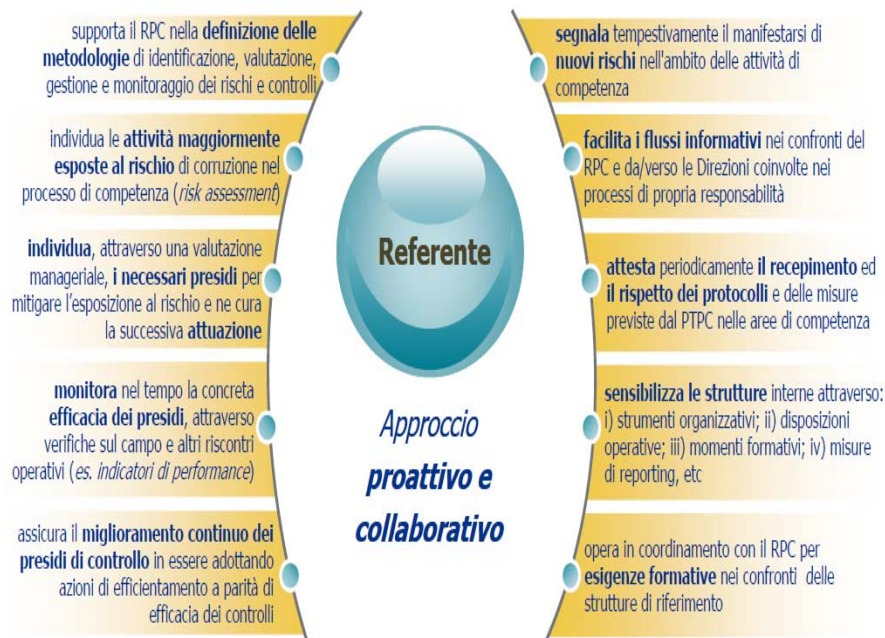 supporta il RPC nella definizione delle
metodologie di identificazione, valutazione,
gestione e monitoraggio dei rischi e controlli
individua le attività maggiormente
esposte al rischio di corruzione nel
processo di competenza (risk assessment)
individua, attraverso una valutazione
manageriale, i necessari presidi per
mitigare l'esposizione al rischio e ne cura
la successiva attuazione
monitora nel tempo la concreta
efficacia dei presidi, attraverso
verifiche sul campo e altri riscontri
operativi (es. indicatori di performance)
assicura il miglioramento continuo dei
presidi di controllo in essere adottando
azioni di efficientamento a parità di
efficacia dei controlli
Referente
Approccio
proattivo e
collaborativo
segnala tempestivamente il manifestarsi di
nuovi rischi nell'ambito delle attività di
competenza
facilita i flussi informativi nei confronti del
RPC e da/verso le Direzioni coinvolte nei
processi di propria responsabilità
attesta periodicamente il recepimento ed
il rispetto dei protocolli e delle misure
previste dal PTPC nelle aree di competenza
sensibilizza le strutture interne attraverso:
i) strumenti organizzativi; ii) disposizioni
operative; iii) momenti formativi; iv) misure
di reporting, etc
opera in coordinamento con il RPC per
esigenze formative nei confronti delle
strutture di riferimento